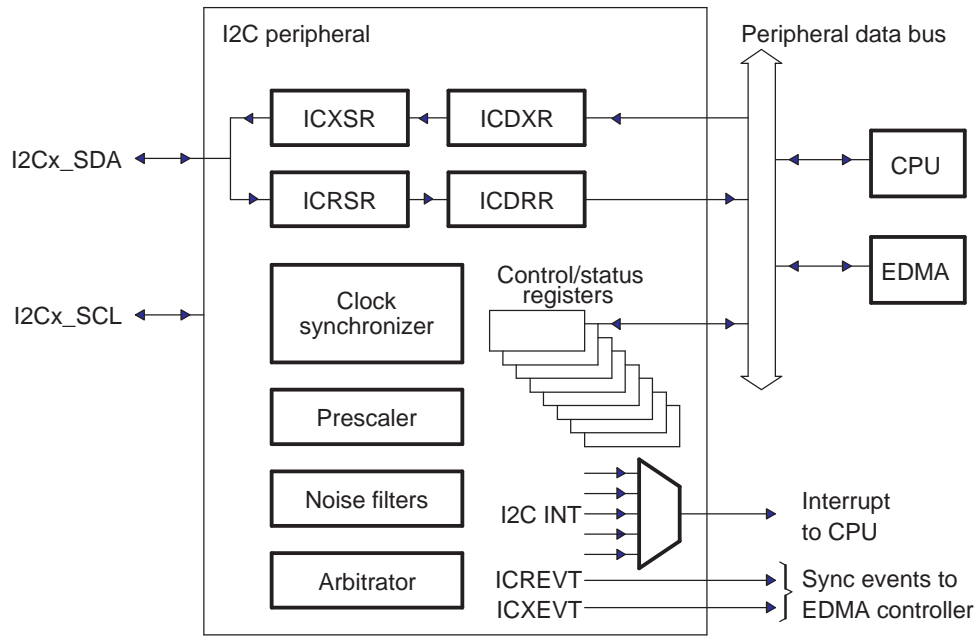 I2C peripheral
Peripheral data bus
ICXSR
ICDXR
I2Cx_SDA
CPU
ICRSR
ICDRR
EDMA
Control/status
registers
I2Cx_SCL
Clock
synchronizer
Prescaler
Noise filters
I2C INT
Interrupt
to CPU
Arbitrator
ICREVT
ICXEVT
Sync events to
EDMA controller